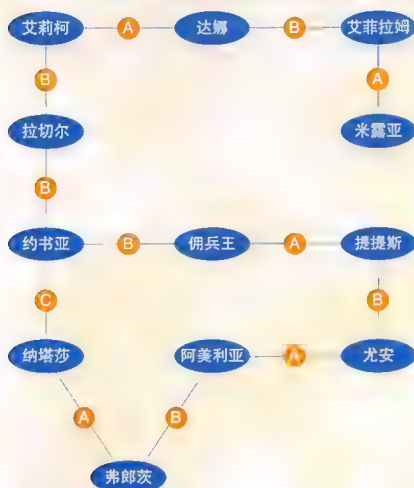 艾莉柯 A 达娜 B 艾菲拉姆
B A
拉切尔 米露亚
B
约书亚 B 佣兵王 A 提提斯
C B
纳塔莎 阿美利亚 A 尤安
A B
弗郎茨